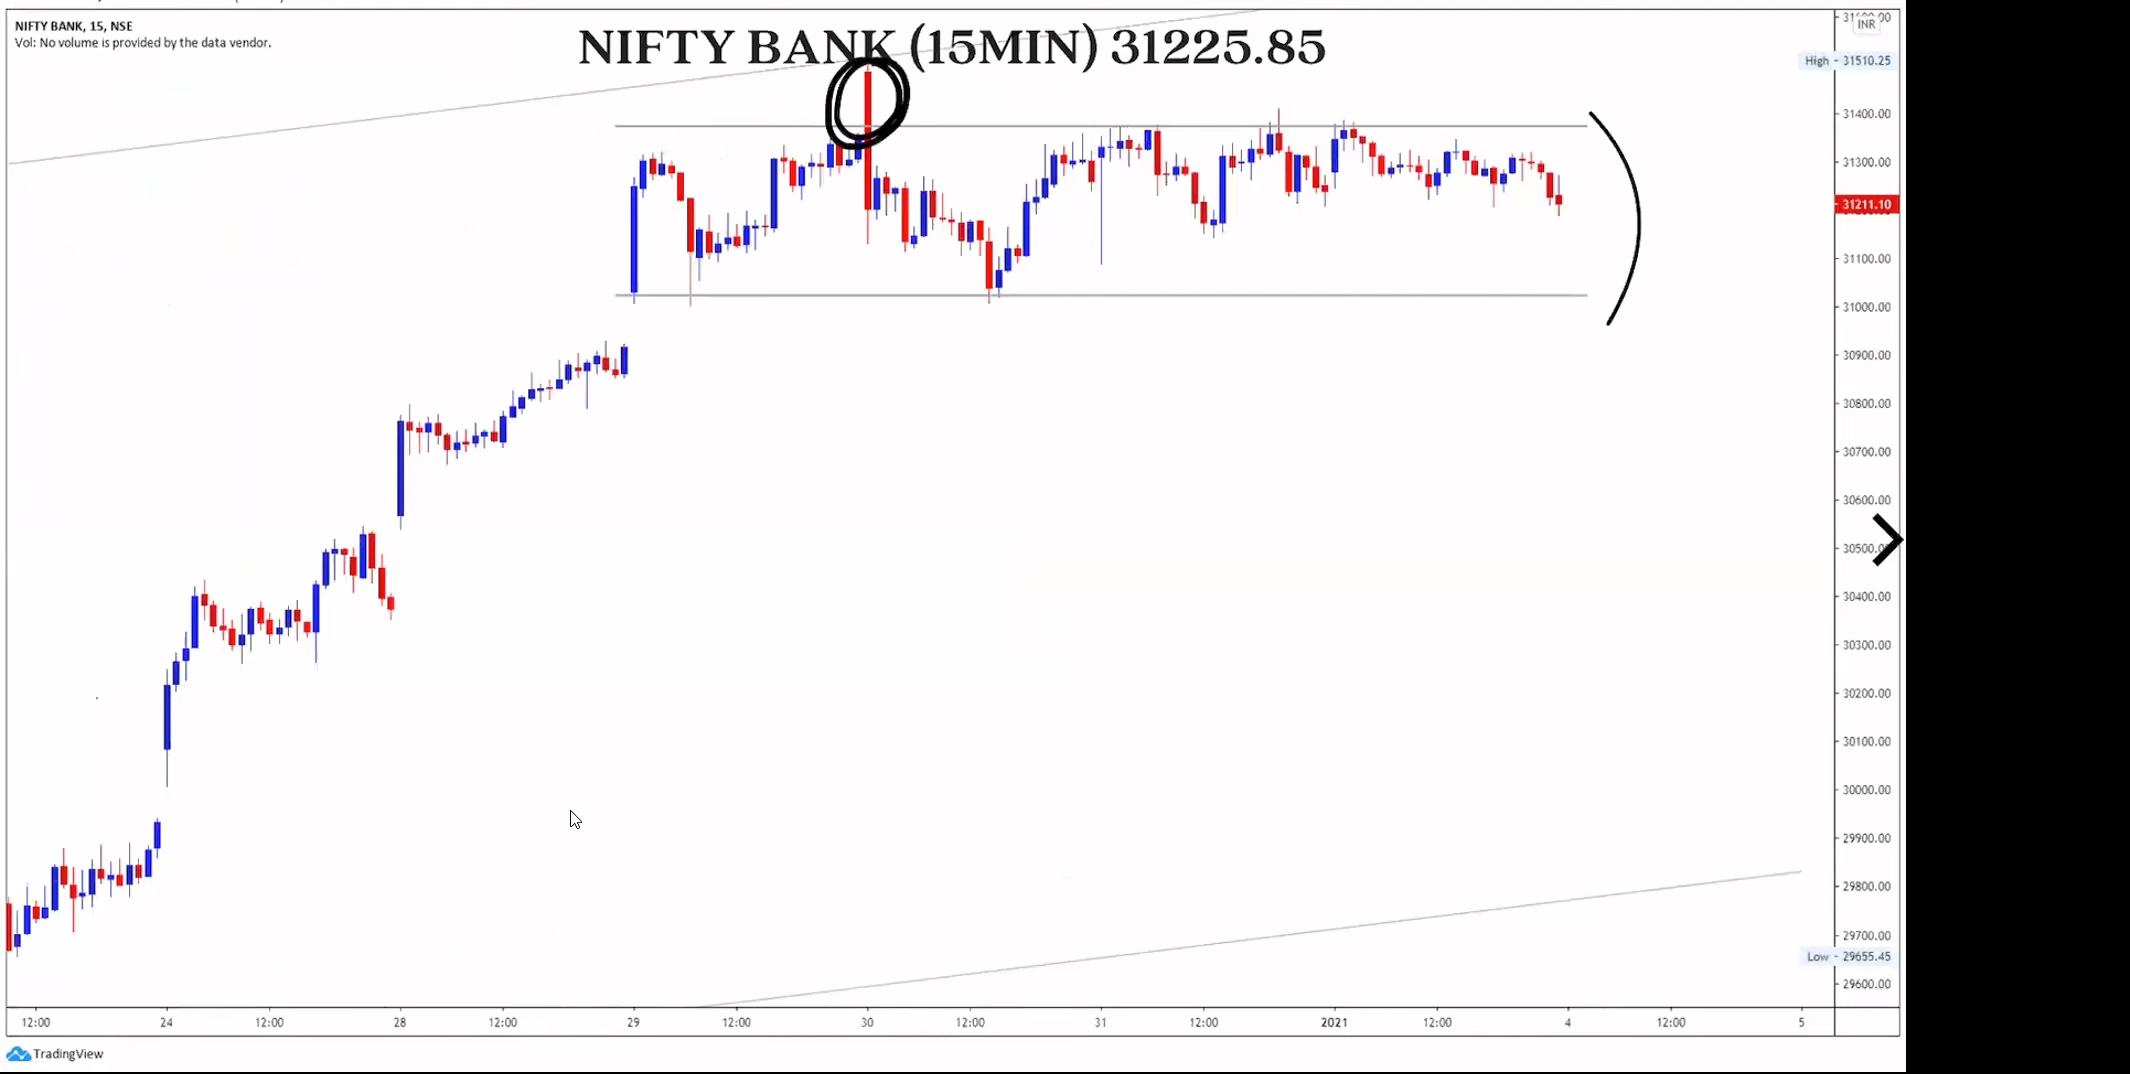 NIFTY BANK, 15, NSE
Vol: No volume is provided by the data vendor.
NIFTY BANK (15MIN) 31225.85
INR
High - 31510.25
31400.00
31300.00
31211.10
31100.00
31000.00
30900.00
30800.00
30700.00
30600.00
30500.
30400.00
30300.00
30200.00
30100.00
30000.00
29900.00
29800.00
29700.00
Low - 29655.45
29600.00
12:00 24 12:00 28 12:00 29 12:00 30 12:00 31 12:00 2021 12:00 4 12:00 5
TradingView